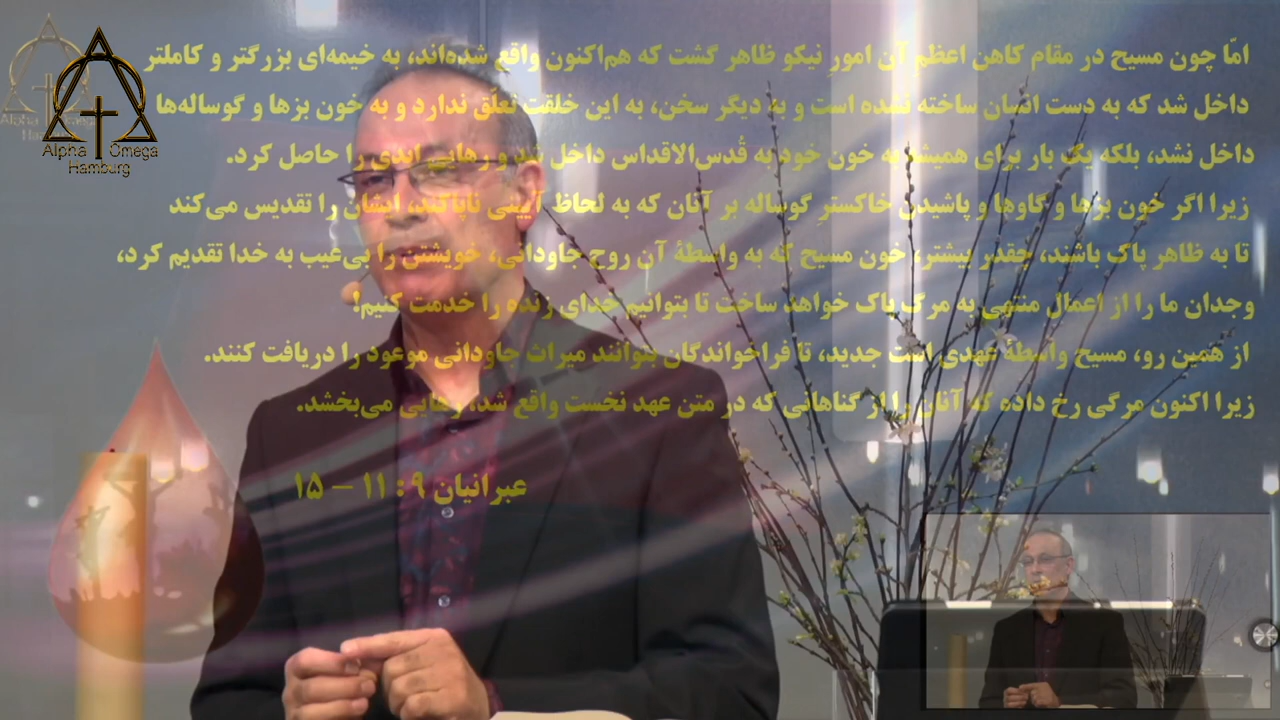 امّا چون مسیح در مقام کاهن اعظمِ آن امورِ نیکو ظاهر گشت که هم‌اکنون واقع شده‌اند، به خیمه‌ای بزرگتر و کاملتر
داخل شد که به دست انسان ساخته نشده است و به دیگر سخن، به این خلقت تعلّق ندارد و به خون بزها و گوساله‌ها
داخل نشد، بلکه یک بار برای همیشه به خون خود به قُدس‌الاقداس داخل شد و رهایی ابدی را حاصل کرد.
زیرا اگر خون بزها و گاوها و پاشیدن خاکسترِ گوساله بر آنان که به لحاظ آیینی ناپاکند، ایشان را تقدیس می‌کند
تا به ظاهر پاک باشند، چقدر بیشتر، خون مسیح که به واسطهٔ آن روح جاودانی، خویشتن را بی‌عیب به خدا تقدیم کرد،
وجدان ما را از اعمال منتهی به مرگ پاک خواهد ساخت تا بتوانیم خدای زنده را خدمت کنیم!
از همین رو، مسیح واسطهٔ عهدی است جدید، تا فراخواندگان بتوانند میراث جاودانی موعود را دریافت کنند.
زیرا اکنون مرگی رخ داده که آنان را از گناهانی که در متن عهد نخست واقع شد، رهایی می‌بخشد.
عبرانیان ۹ : ۱۱ – ۱۵
Alpha Omega
Hamburg